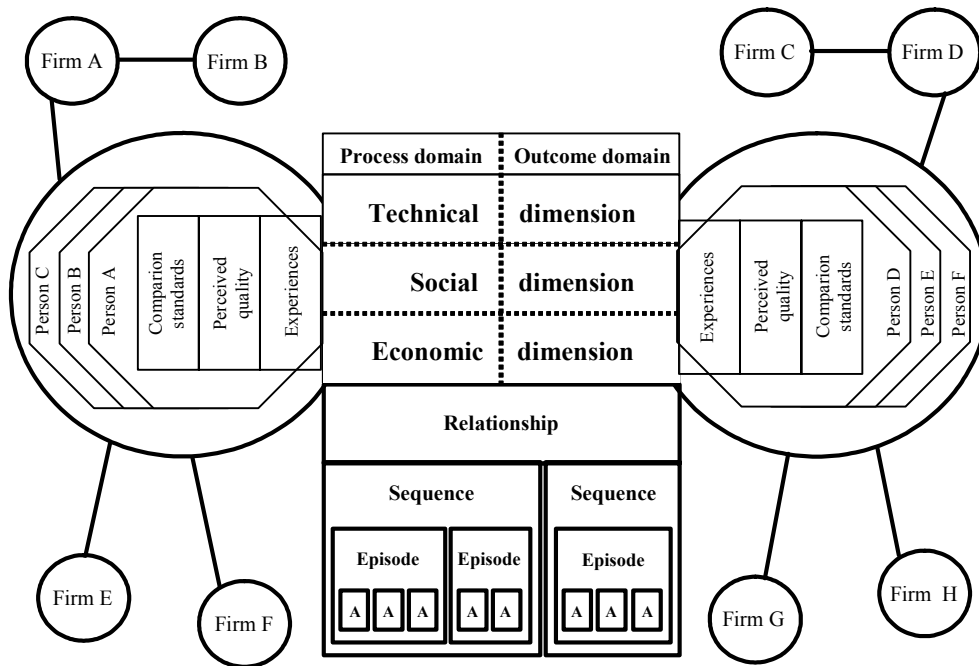 Firm A
Firm B
Firm C
Firm D
Process domain
Outcome domain
Technical dimension
Social dimension
Economic dimension
Person C
Person B
Person A
Comparion
standards
Perceived
quality
Experiences
Experiences
Perceived
quality
Comparion
standards
Person D
Person E
Person F
Relationship
Sequence
Sequence
Episode
Episode
Episode
A A A A A A A A
Firm E
Firm F
Firm G
Firm H